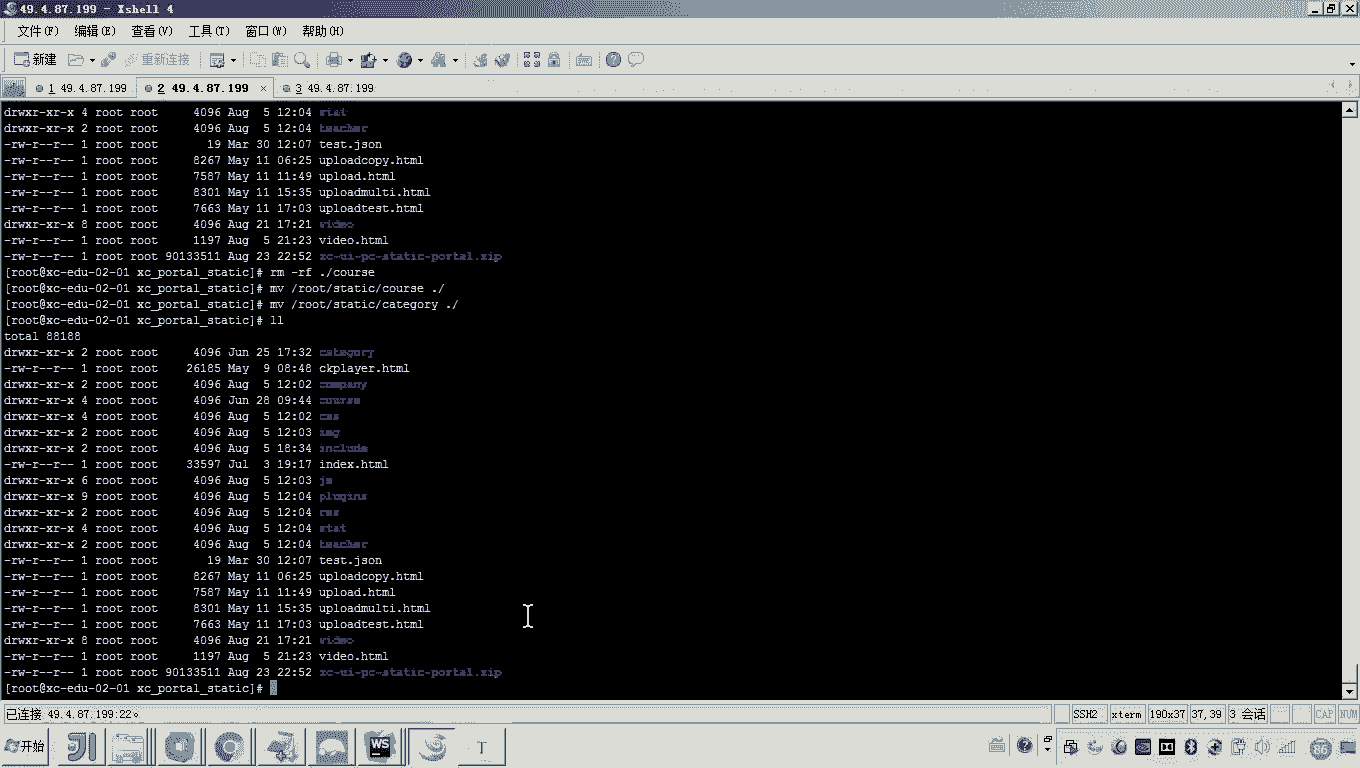 49.4.87.199 - Xshell 4
文件(F) 编辑(E) 查看(V) 工具(T) 窗口(W) 帮助(H)
新建 重新连接
1 49.4.87.199 2 49.4.87.199 × 3 49.4.87.199
drwxr-xr-x 4 root root 4096 Aug 5 12:04 stat
drwxr-xr-x 2 root root 4096 Aug 5 12:04 teacher
-rw-r--r-- 1 root root 19 Mar 30 12:07 test.json
-rw-r--r-- 1 root root 8267 May 11 06:25 uploadcopy.html
-rw-r--r-- 1 root root 7587 May 11 11:49 upload.html
-rw-r--r-- 1 root root 8301 May 11 15:35 uploadmulti.html
-rw-r--r-- 1 root root 7663 May 11 17:03 uploadtest.html
drwxr-xr-x 8 root root 4096 Aug 21 17:21 video
-rw-r--r-- 1 root root 1197 Aug 5 21:23 video.html
-rw-r--r-- 1 root root 90133511 Aug 23 22:52 xc-ui-pc-static-portal.zip
[root@xc-edu-02-01 xc_portal_static]# rm -rf ./course
[root@xc-edu-02-01 xc_portal_static]# mv /root/static/course ./
[root@xc-edu-02-01 xc_portal_static]# mv /root/static/category ./
[root@xc-edu-02-01 xc_portal_static]# ll
total 88188
drwxr-xr-x 2 root root 4096 Jun 25 17:32 category
-rw-r--r-- 1 root root 26185 May 9 08:48 ckplayer.html
drwxr-xr-x 2 root root 4096 Aug 5 12:02 company
drwxr-xr-x 4 root root 4096 Jun 28 09:44 course
drwxr-xr-x 4 root root 4096 Aug 5 12:02 css
drwxr-xr-x 2 root root 4096 Aug 5 12:03 img
drwxr-xr-x 2 root root 4096 Aug 5 18:34 include
-rw-r--r-- 1 root root 33597 Jul 3 19:17 index.html
drwxr-xr-x 6 root root 4096 Aug 5 12:03 js
drwxr-xr-x 9 root root 4096 Aug 5 12:04 plugins
drwxr-xr-x 2 root root 4096 Aug 5 12:04
drwxr-xr-x 4 root root 4096 Aug 5 12:04 stat
drwxr-xr-x 2 root root 4096 Aug 5 12:04 teacher
-rw-r--r-- 1 root root 19 Mar 30 12:07 test.json
-rw-r--r-- 1 root root 8267 May 11 06:25 uploadcopy.html
-rw-r--r-- 1 root root 7587 May 11 11:49 upload.html
-rw-r--r-- 1 root root 8301 May 11 15:35 uploadmulti.html
-rw-r--r-- 1 root root 7663 May 11 17:03 uploadtest.html
drwxr-xr-x 8 root root 4096 Aug 21 17:21 video
-rw-r--r-- 1 root root 1197 Aug 5 21:23 video.html
-rw-r--r-- 1 root root 90133511 Aug 23 22:52 xc-ui-pc-static-portal.zip
[root@xc-edu-02-01 xc_portal_static]#
已连接 49.4.87.199:22。 SSH2 xterm 190x37 37,39 3 会话 CAP NUM
开始 WS T 86